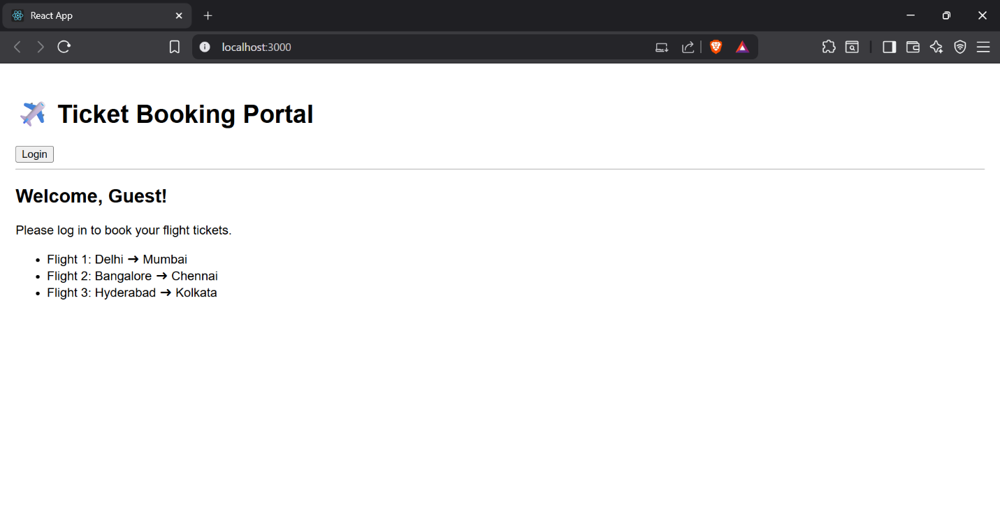 React App
localhost:3000
✈️ Ticket Booking Portal
Login
Welcome, Guest!
Please log in to book your flight tickets.
• Flight 1: Delhi ➔ Mumbai
• Flight 2: Bangalore ➔ Chennai
• Flight 3: Hyderabad ➔ Kolkata